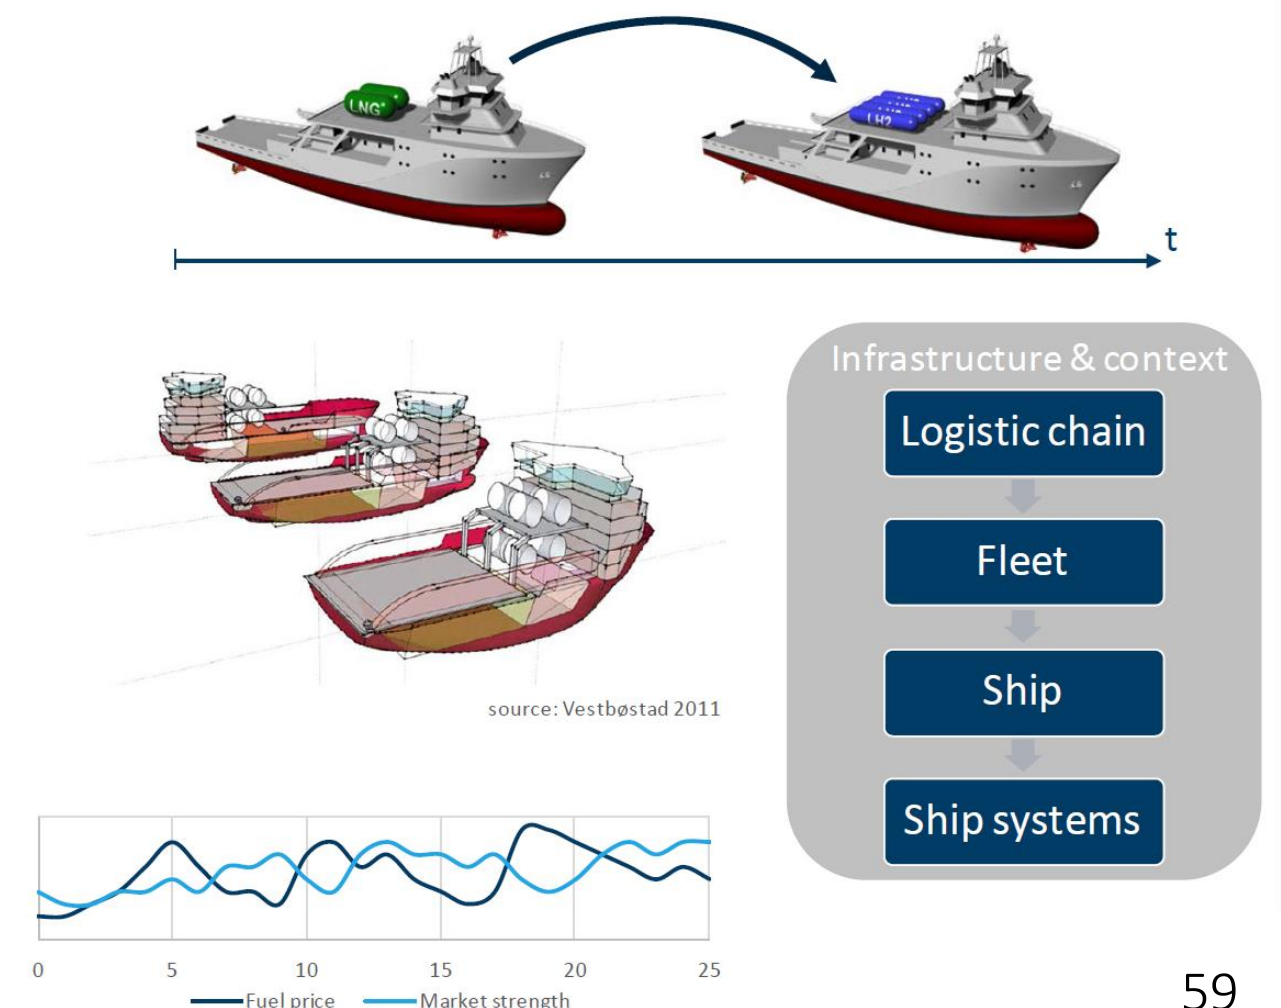 LNG
LH2
t
Infrastructure & context
Logistic chain
Fleet
Ship
Ship systems
source: Vestbøstad 2011
0 5 10 15 20 25
Fuel price Market strength
59